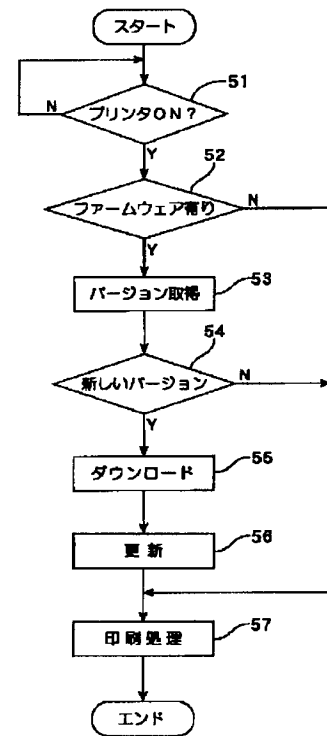 スタート
51
プリンタON?
N
Y
52
ファームウェア有り
N
Y
53
バージョン取得
54
新しいバージョン
N
Y
55
ダウンロード
56
更新
57
印刷処理
エンド